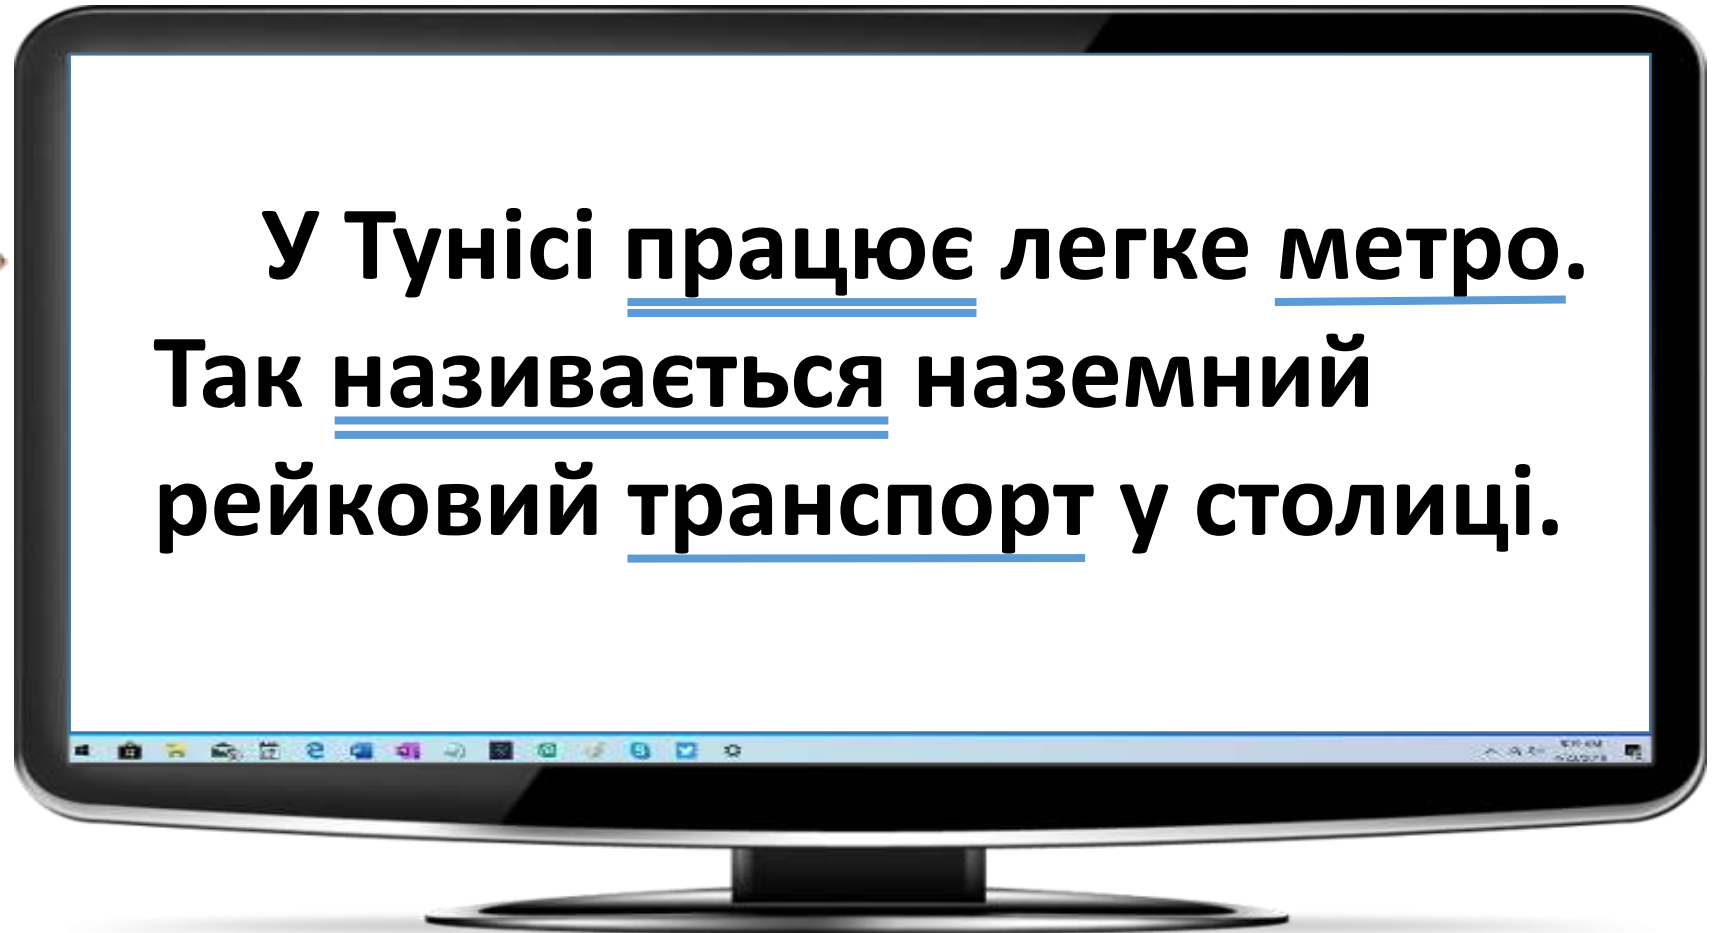 У Тунісі працює легке метро.
Так називається наземний
рейковий транспорт у столиці.